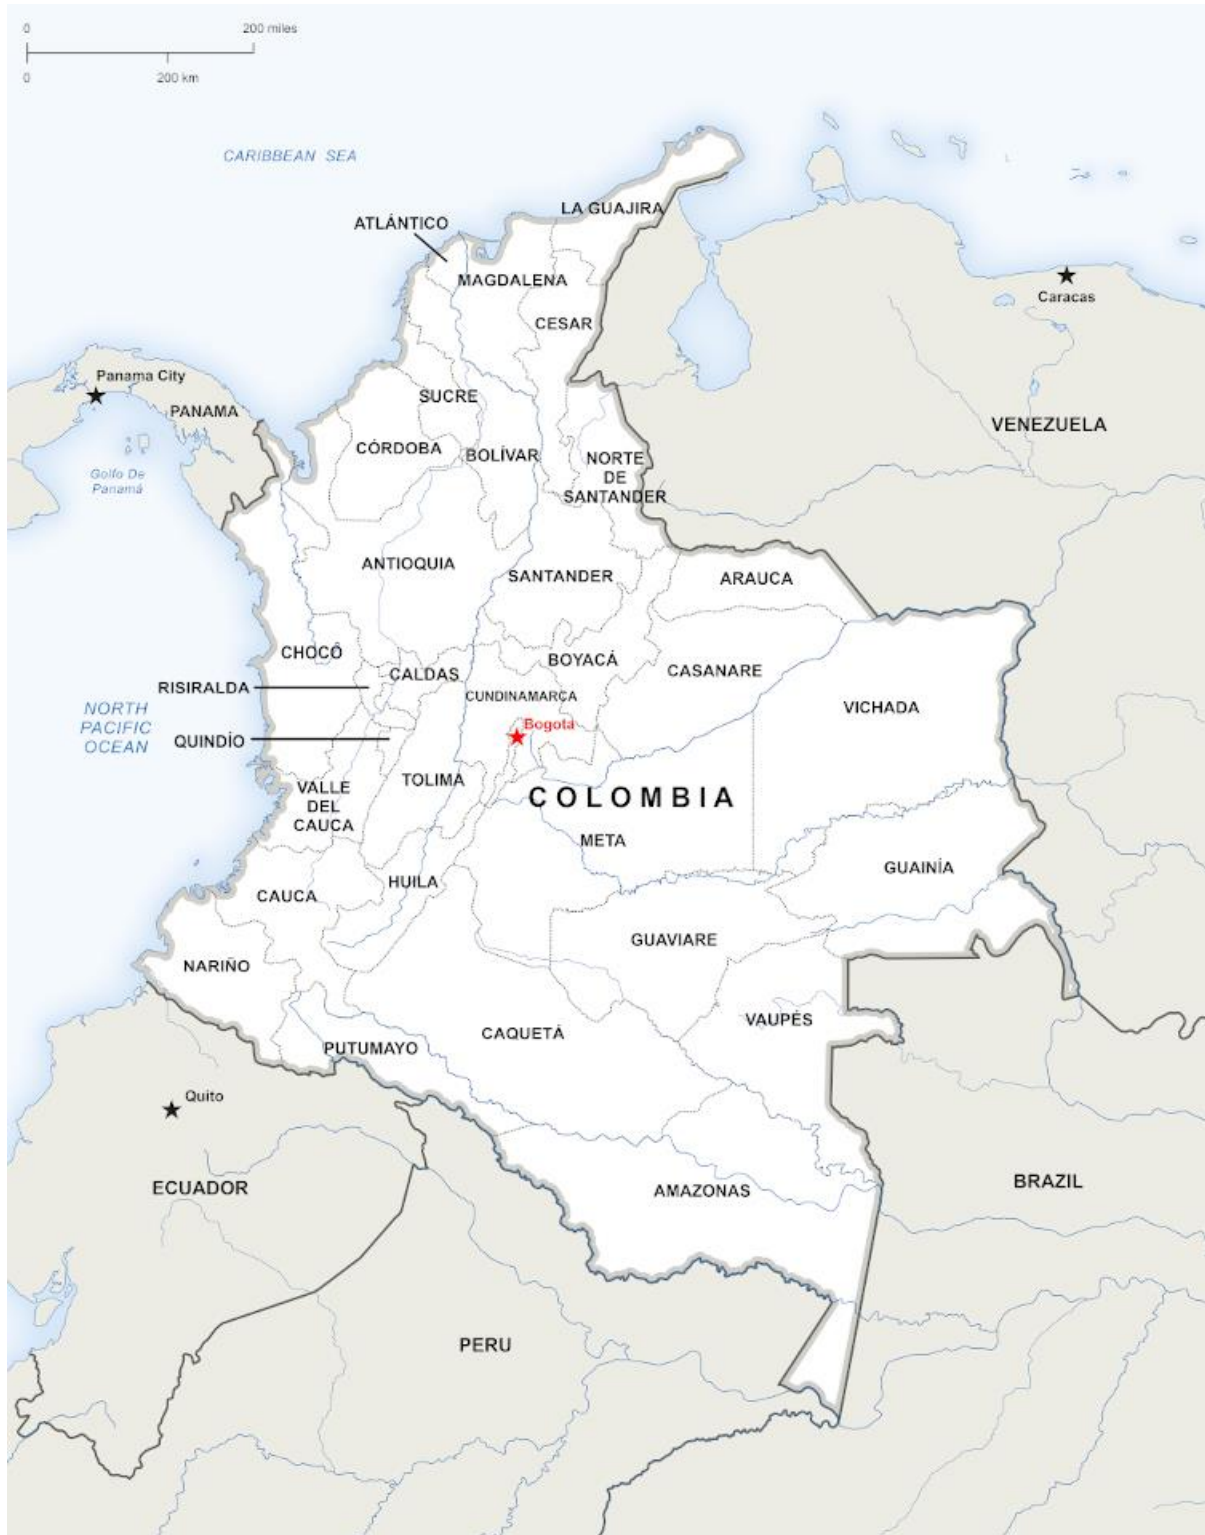 0 200 miles
0 200 km
CARIBBEAN SEA
LA GUAJIRA
ATLÁNTICO
MAGDALENA
Caracas
CESAR
Panama City
PANAMA
SUCRE
VENEZUELA
CÓRDOBA
BOLÍVAR
Golfo De
Panamá
NORTE
DE
SANTANDER
ANTIOQUIA
SANTANDER
ARAUCA
CHOCÔ
BOYACÁ
CASANARE
CALDAS
RISIRALDA
CUNDINAMARCA
VICHADA
NORTH
PACIFIC
OCEAN
Bogota
QUINDÍO
TOLIMA
VALLE
DEL
CAUCA
COLOMBIA
META
GUAINÍA
HUILA
CAUCA
GUAVIARE
NARIÑO
VAUPÉS
CAQUETÁ
PUTUMAYO
Quito
ECUADOR
AMAZONAS
BRAZIL
PERU